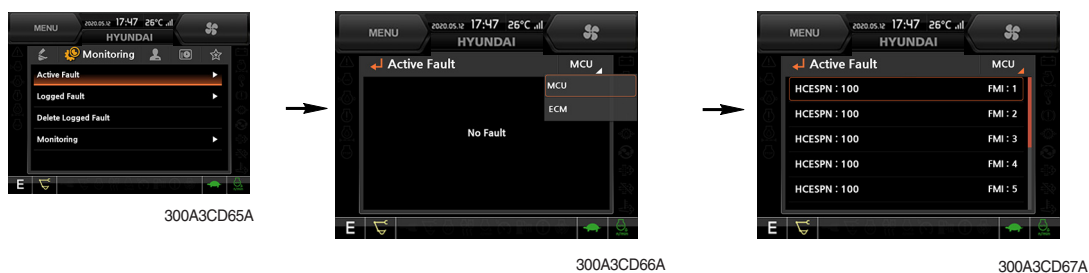 MENU
2020.05.12 17:47 26°C
HYUNDAI
Monitoring
Active Fault
Logged Fault
Delete Logged Fault
Monitoring
E
300A3CD65A
MENU
2020.05.12 17:47 26°C
HYUNDAI
Active Fault MCU
MCU
ECM
No Fault
E
300A3CD66A
MENU
2020.05.12 17:47 26°C
HYUNDAI
Active Fault MCU
HCESPN : 100 FMI : 1
HCESPN : 100 FMI : 2
HCESPN : 100 FMI : 3
HCESPN : 100 FMI : 4
HCESPN : 100 FMI : 5
E
300A3CD67A